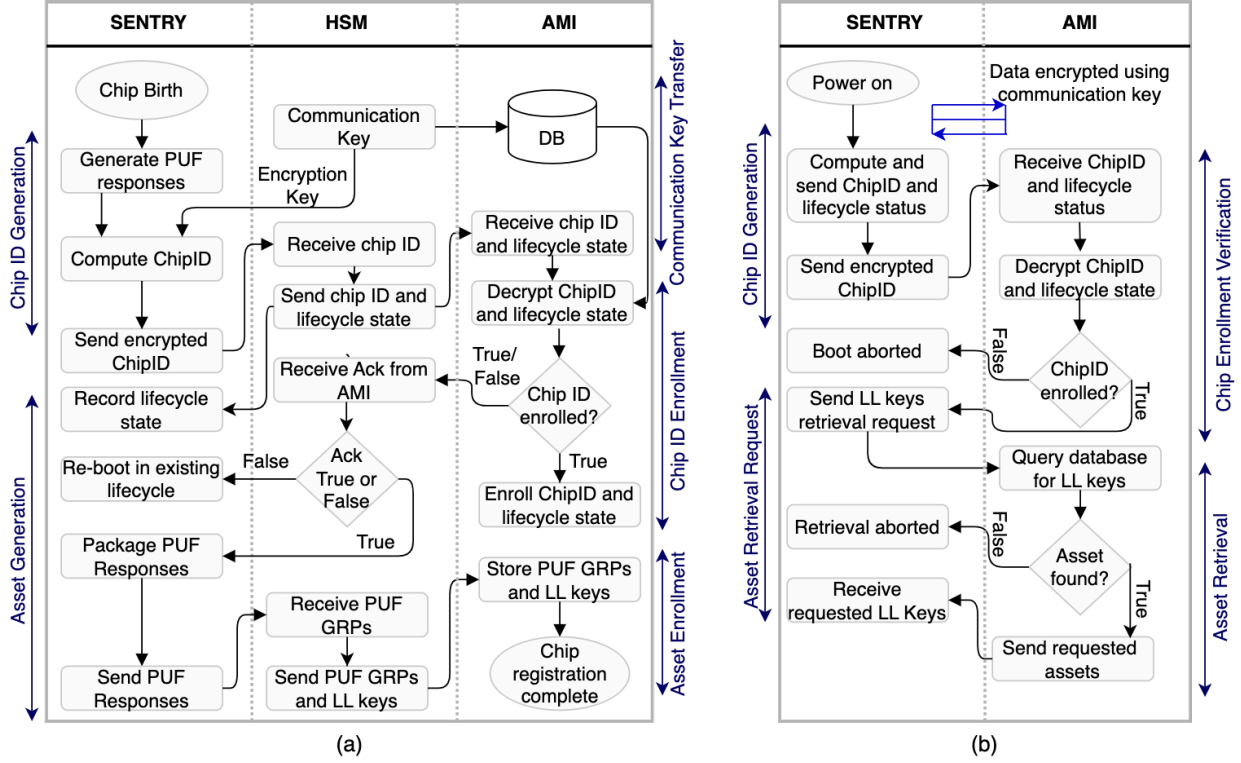 SENTRY
HSM
AMI
Chip Birth
Generate PUF
responses
Compute ChipID
Send encrypted
ChipID
Record lifecycle
state
Re-boot in existing
lifecycle
Package PUF
Responses
Send PUF
Responses
Communication
Key
Encryption
Key
Receive chip ID
Send chip ID and
lifecycle state
Receive Ack from
AMI
Ack
True or
False
False
True
Receive PUF
GRPs
Send PUF GRPs
and LL keys
DB
Receive chip ID
and lifecycle state
Decrypt ChipID
and lifecycle state
True/
False
Chip ID
enrolled?
True
Enroll ChipID and
lifecycle state
Store PUF GRPs
and LL keys
Chip
registration
complete
Chip ID Generation
Asset Generation
Communication Key Transfer
Chip ID Enrollment
Asset Enrollment
(a)
SENTRY
AMI
Power on
Data encrypted using
communication key
Compute and
send ChipID and
lifecycle status
Send encrypted
ChipID
Boot aborted
Send LL keys
retrieval request
Retrieval aborted
Receive
requested LL Keys
Receive ChipID
and lifecycle
status
Decrypt ChipID
and lifecycle state
False
ChipID
enrolled?
True
Query database
for LL keys
False
Asset
found?
True
Send requested
assets
Chip ID Generation
Asset Retrieval Request
Chip Enrollment Verification
Asset Retrieval
(b)